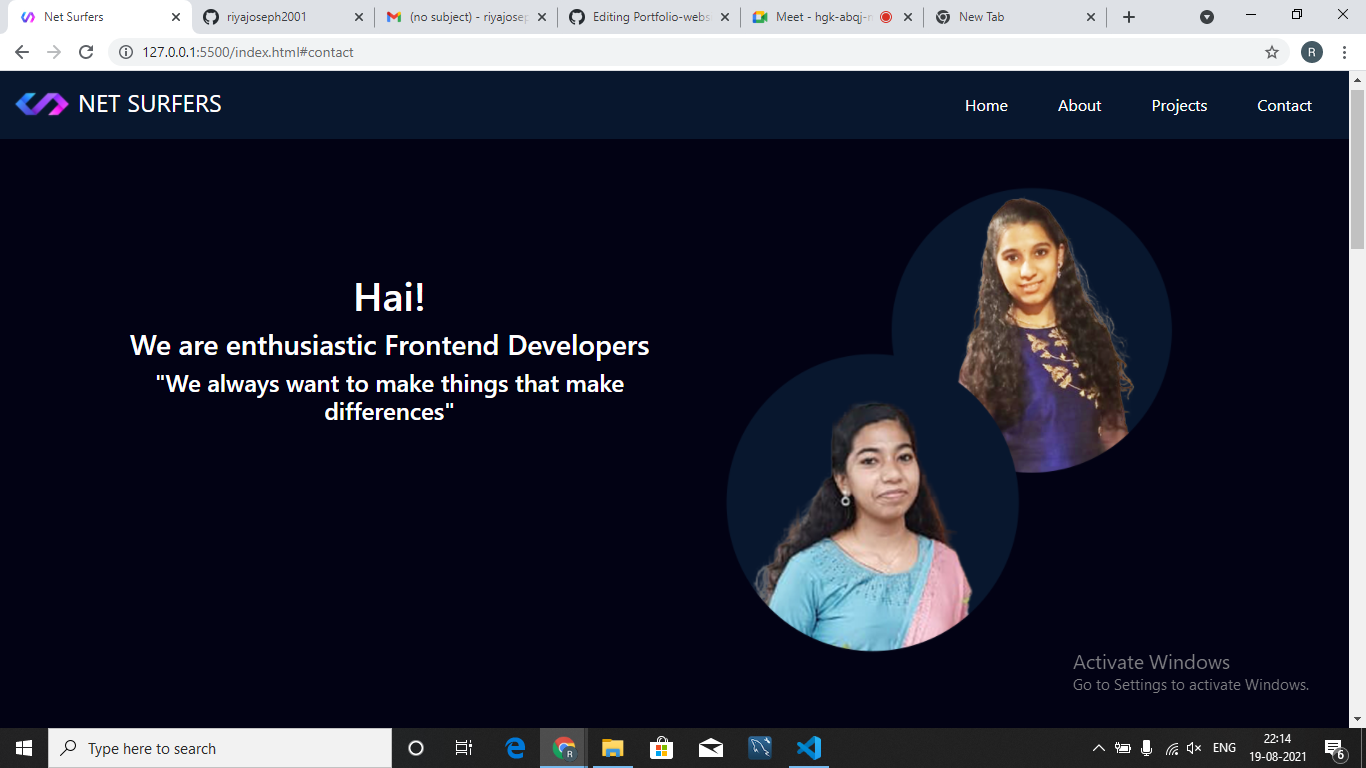 Net Surfers
riyajoseph2001
(no subject) - riyajosep
Editing Portfolio-webs
Meet - hgk-abqj-
New Tab
127.0.0.1:5500/index.html#contact
R
NET SURFERS
Home
About
Projects
Contact
Hai!
We are enthusiastic Frontend Developers
"We always want to make things that make
differences"
Activate Windows
Go to Settings to activate Windows.
Type here to search
R
ENG
22:14
19-08-2021
6